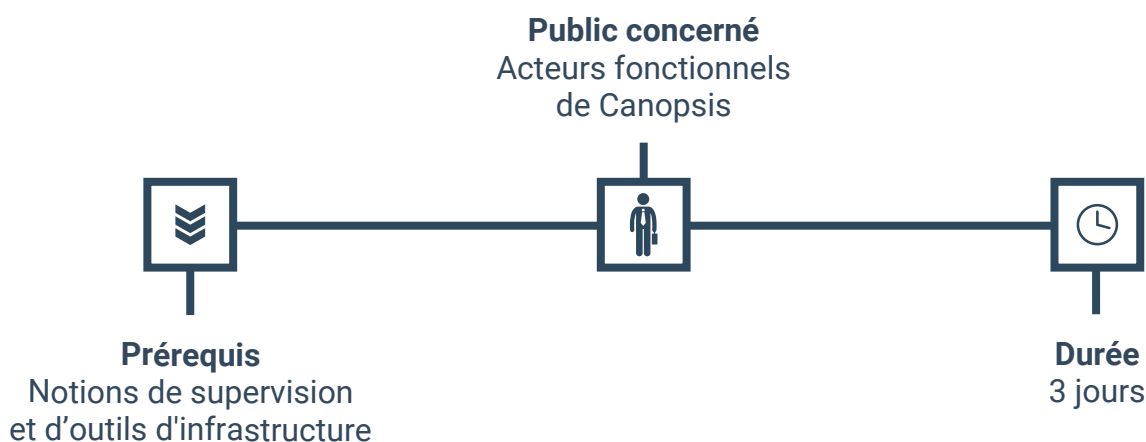 Public concerné
Acteurs fonctionnels
de Canopsis
Prérequis
Notions de supervision
et d’outils d'infrastructure
Durée
3 jours